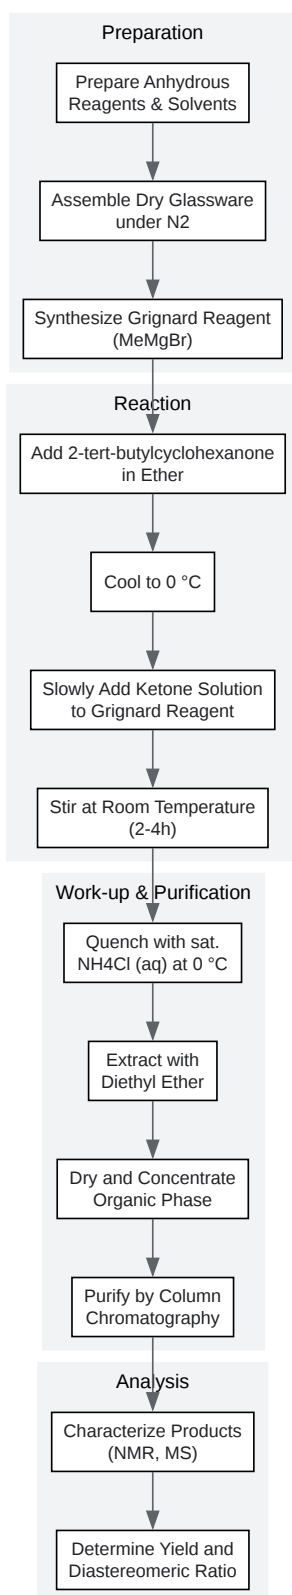 Preparation
Prepare Anhydrous
Reagents & Solvents
Assemble Dry Glassware
under N2
Synthesize Grignard Reagent
(MeMgBr)
Reaction
Add 2-tert-butylcyclohexanone
in Ether
Cool to 0 °C
Slowly Add Ketone Solution
to Grignard Reagent
Stir at Room Temperature
(2-4h)
Work-up & Purification
Quench with sat.
NH4Cl (aq) at 0 °C
Extract with
Diethyl Ether
Dry and Concentrate
Organic Phase
Purify by Column
Chromatography
Analysis
Characterize Products
(NMR, MS)
Determine Yield and
Diastereomeric Ratio